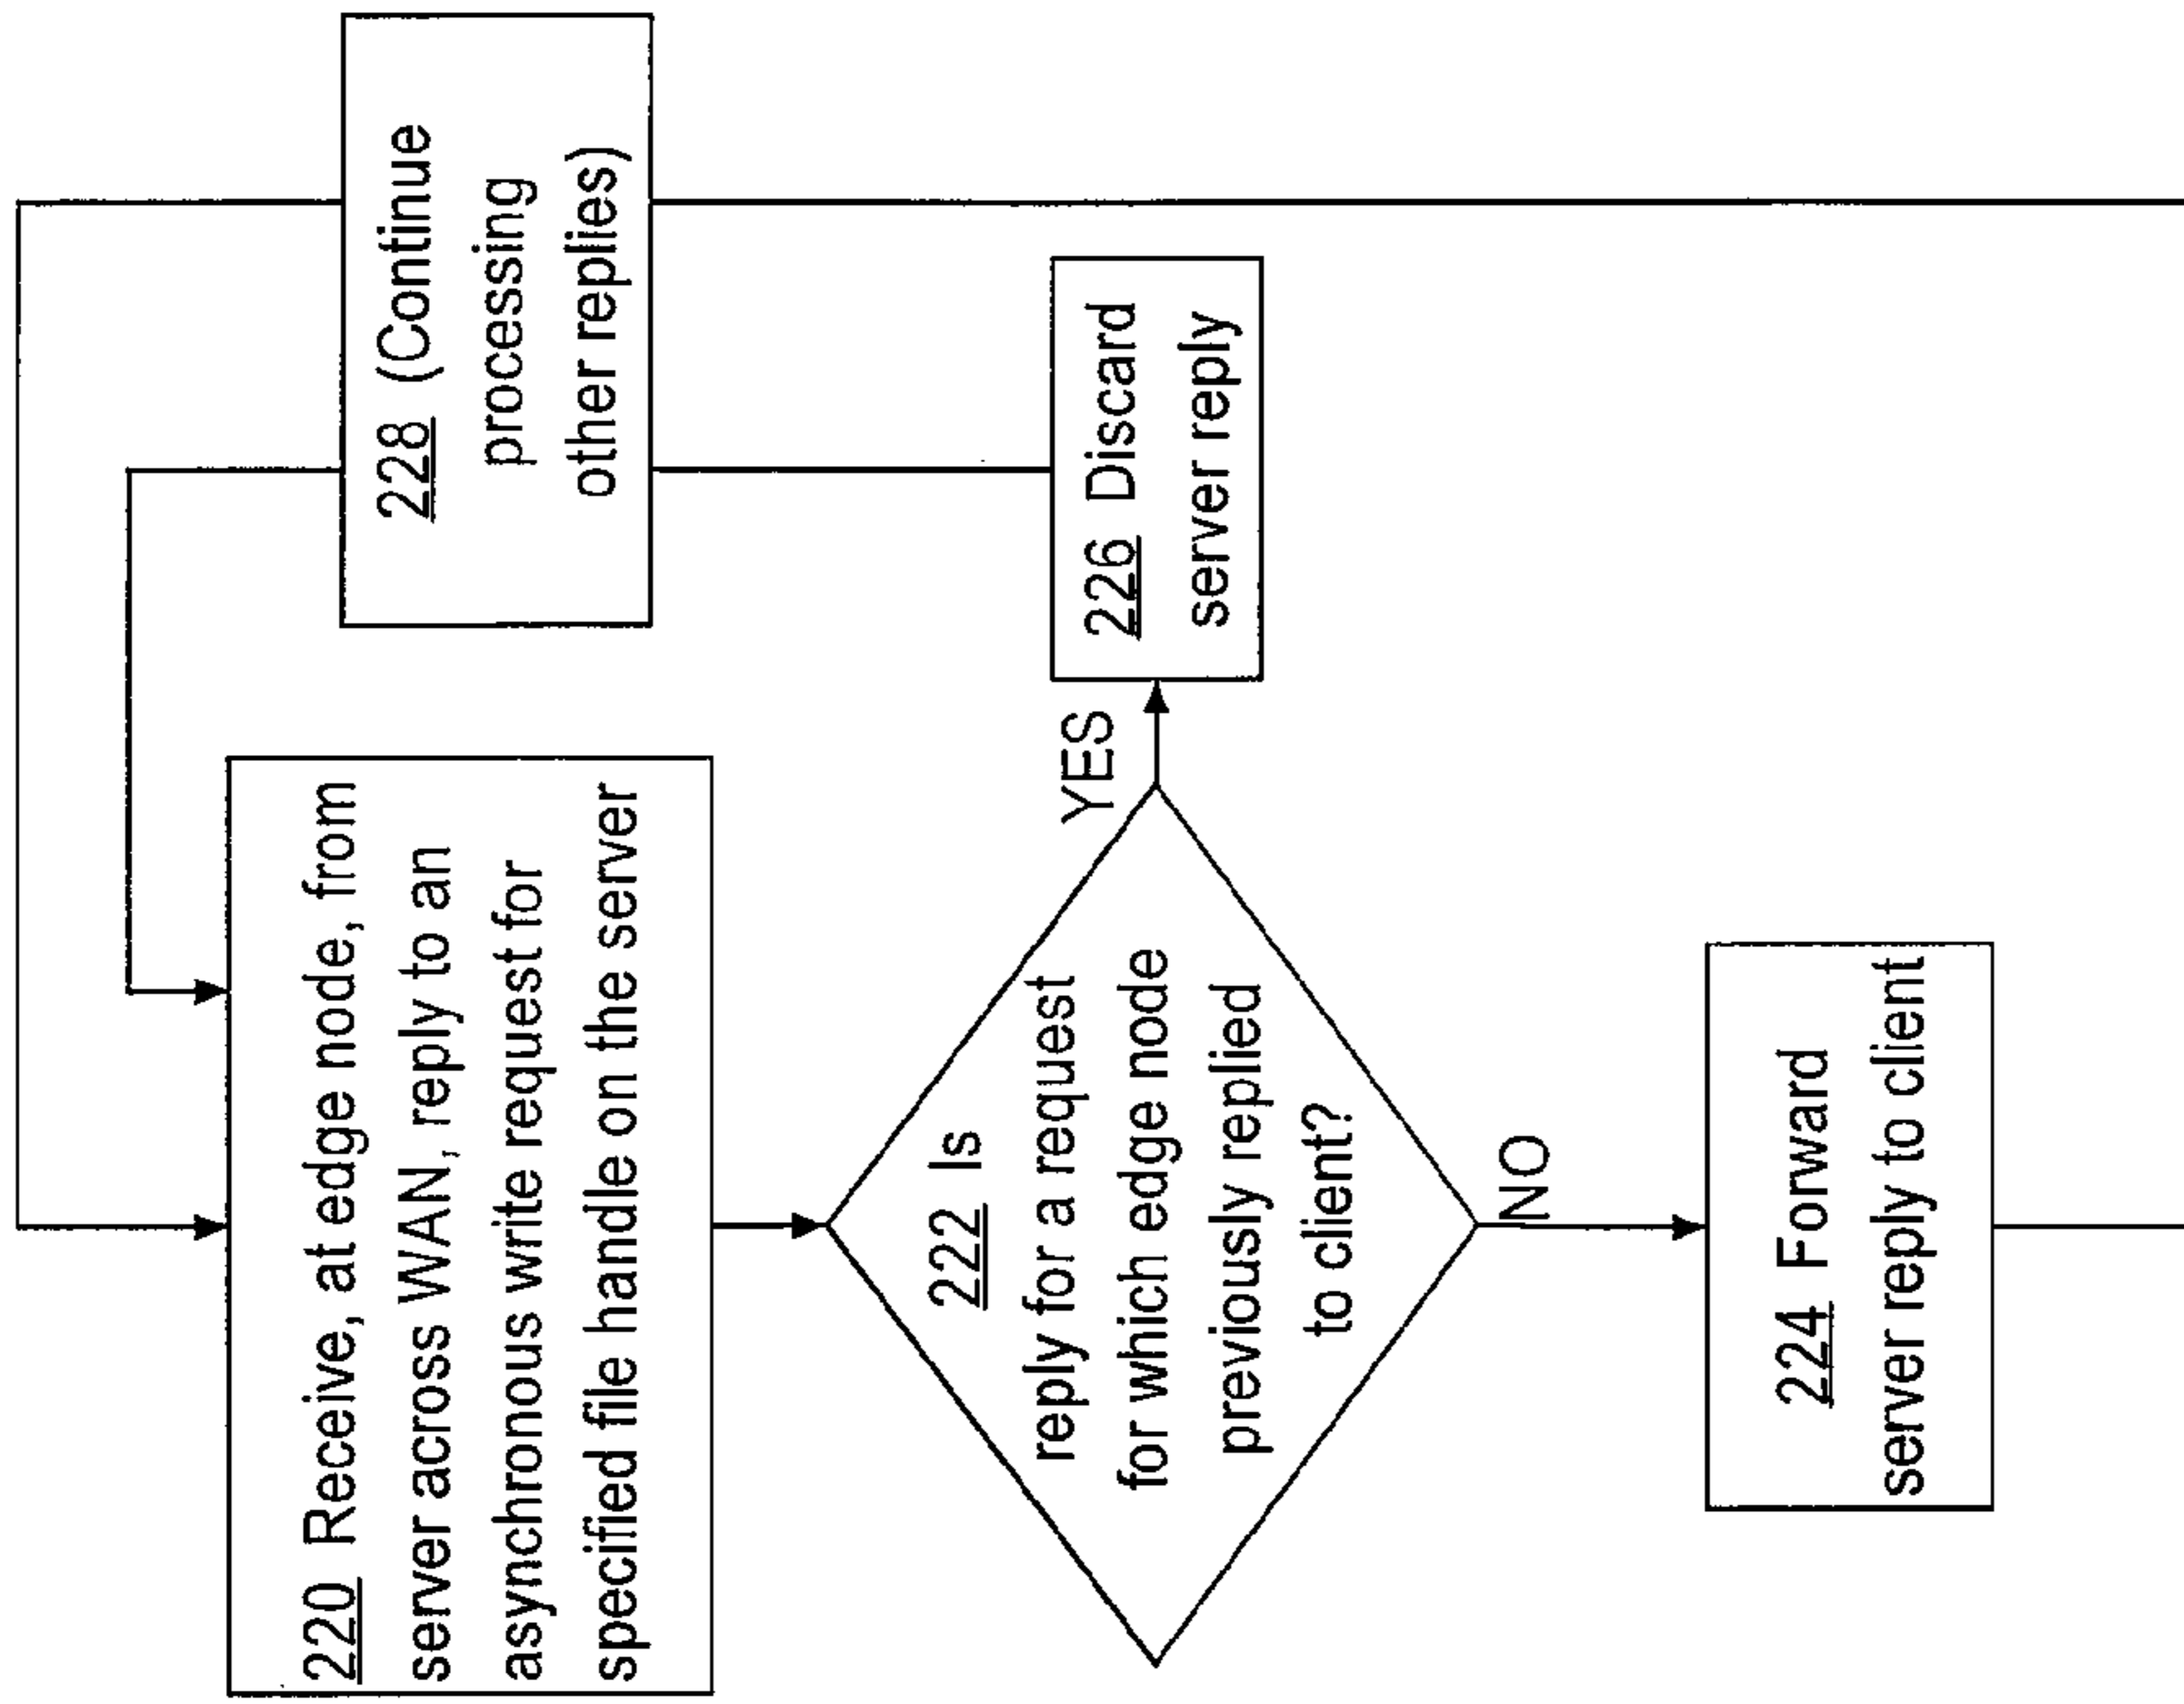 220 Receive, at edge node, from
server across WAN, reply to an
asynchronous write request for
specified file handle on the server
222 Is
reply for a request
for which edge node
previously replied
to client?
YES
NO
226 Discard
server reply
224 Forward
server reply to client
228 (Continue
processing
other replies)